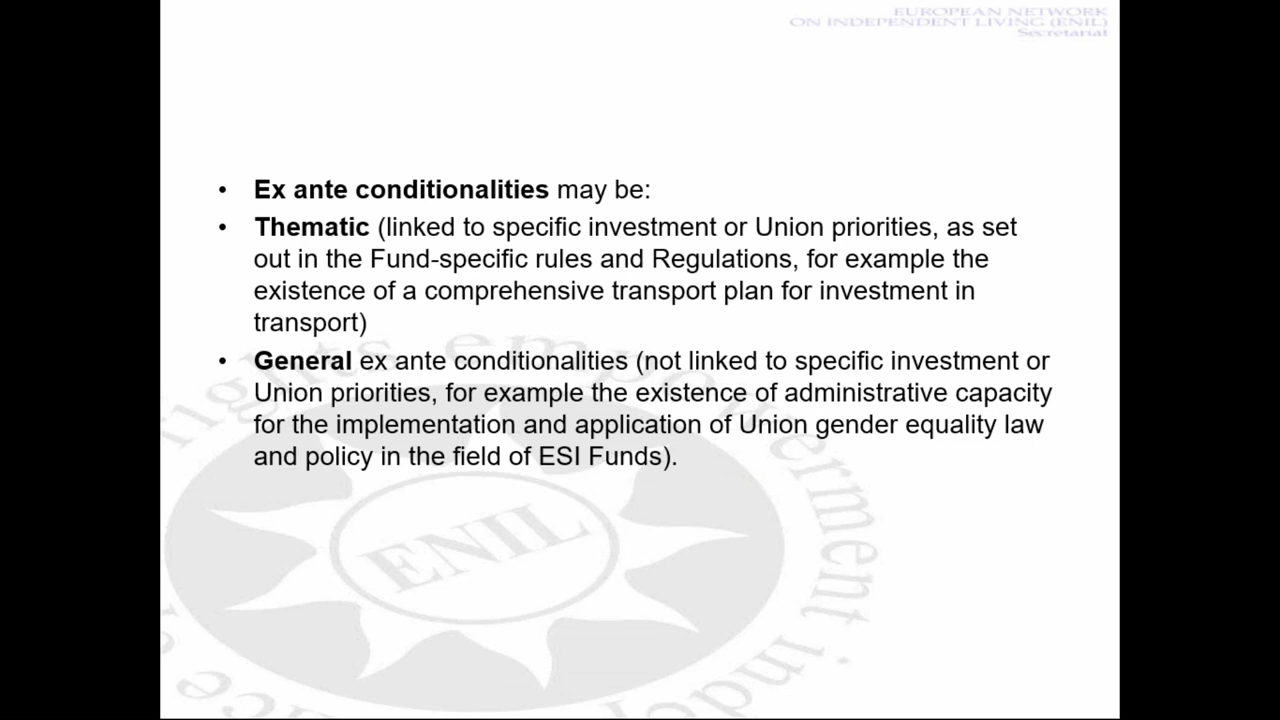 EUROPEAN NETWORK
ON INDEPENDENT LIVING (ENIL)
Secretariat
• Ex ante conditionalities may be:
• Thematic (linked to specific investment or Union priorities, as set
out in the Fund-specific rules and Regulations, for example the
existence of a comprehensive transport plan for investment in
transport)
• General ex ante conditionalities (not linked to specific investment or
Union priorities, for example the existence of administrative capacity
for the implementation and application of Union gender equality law
and policy in the field of ESI Funds).
rights empowerment
ENIL